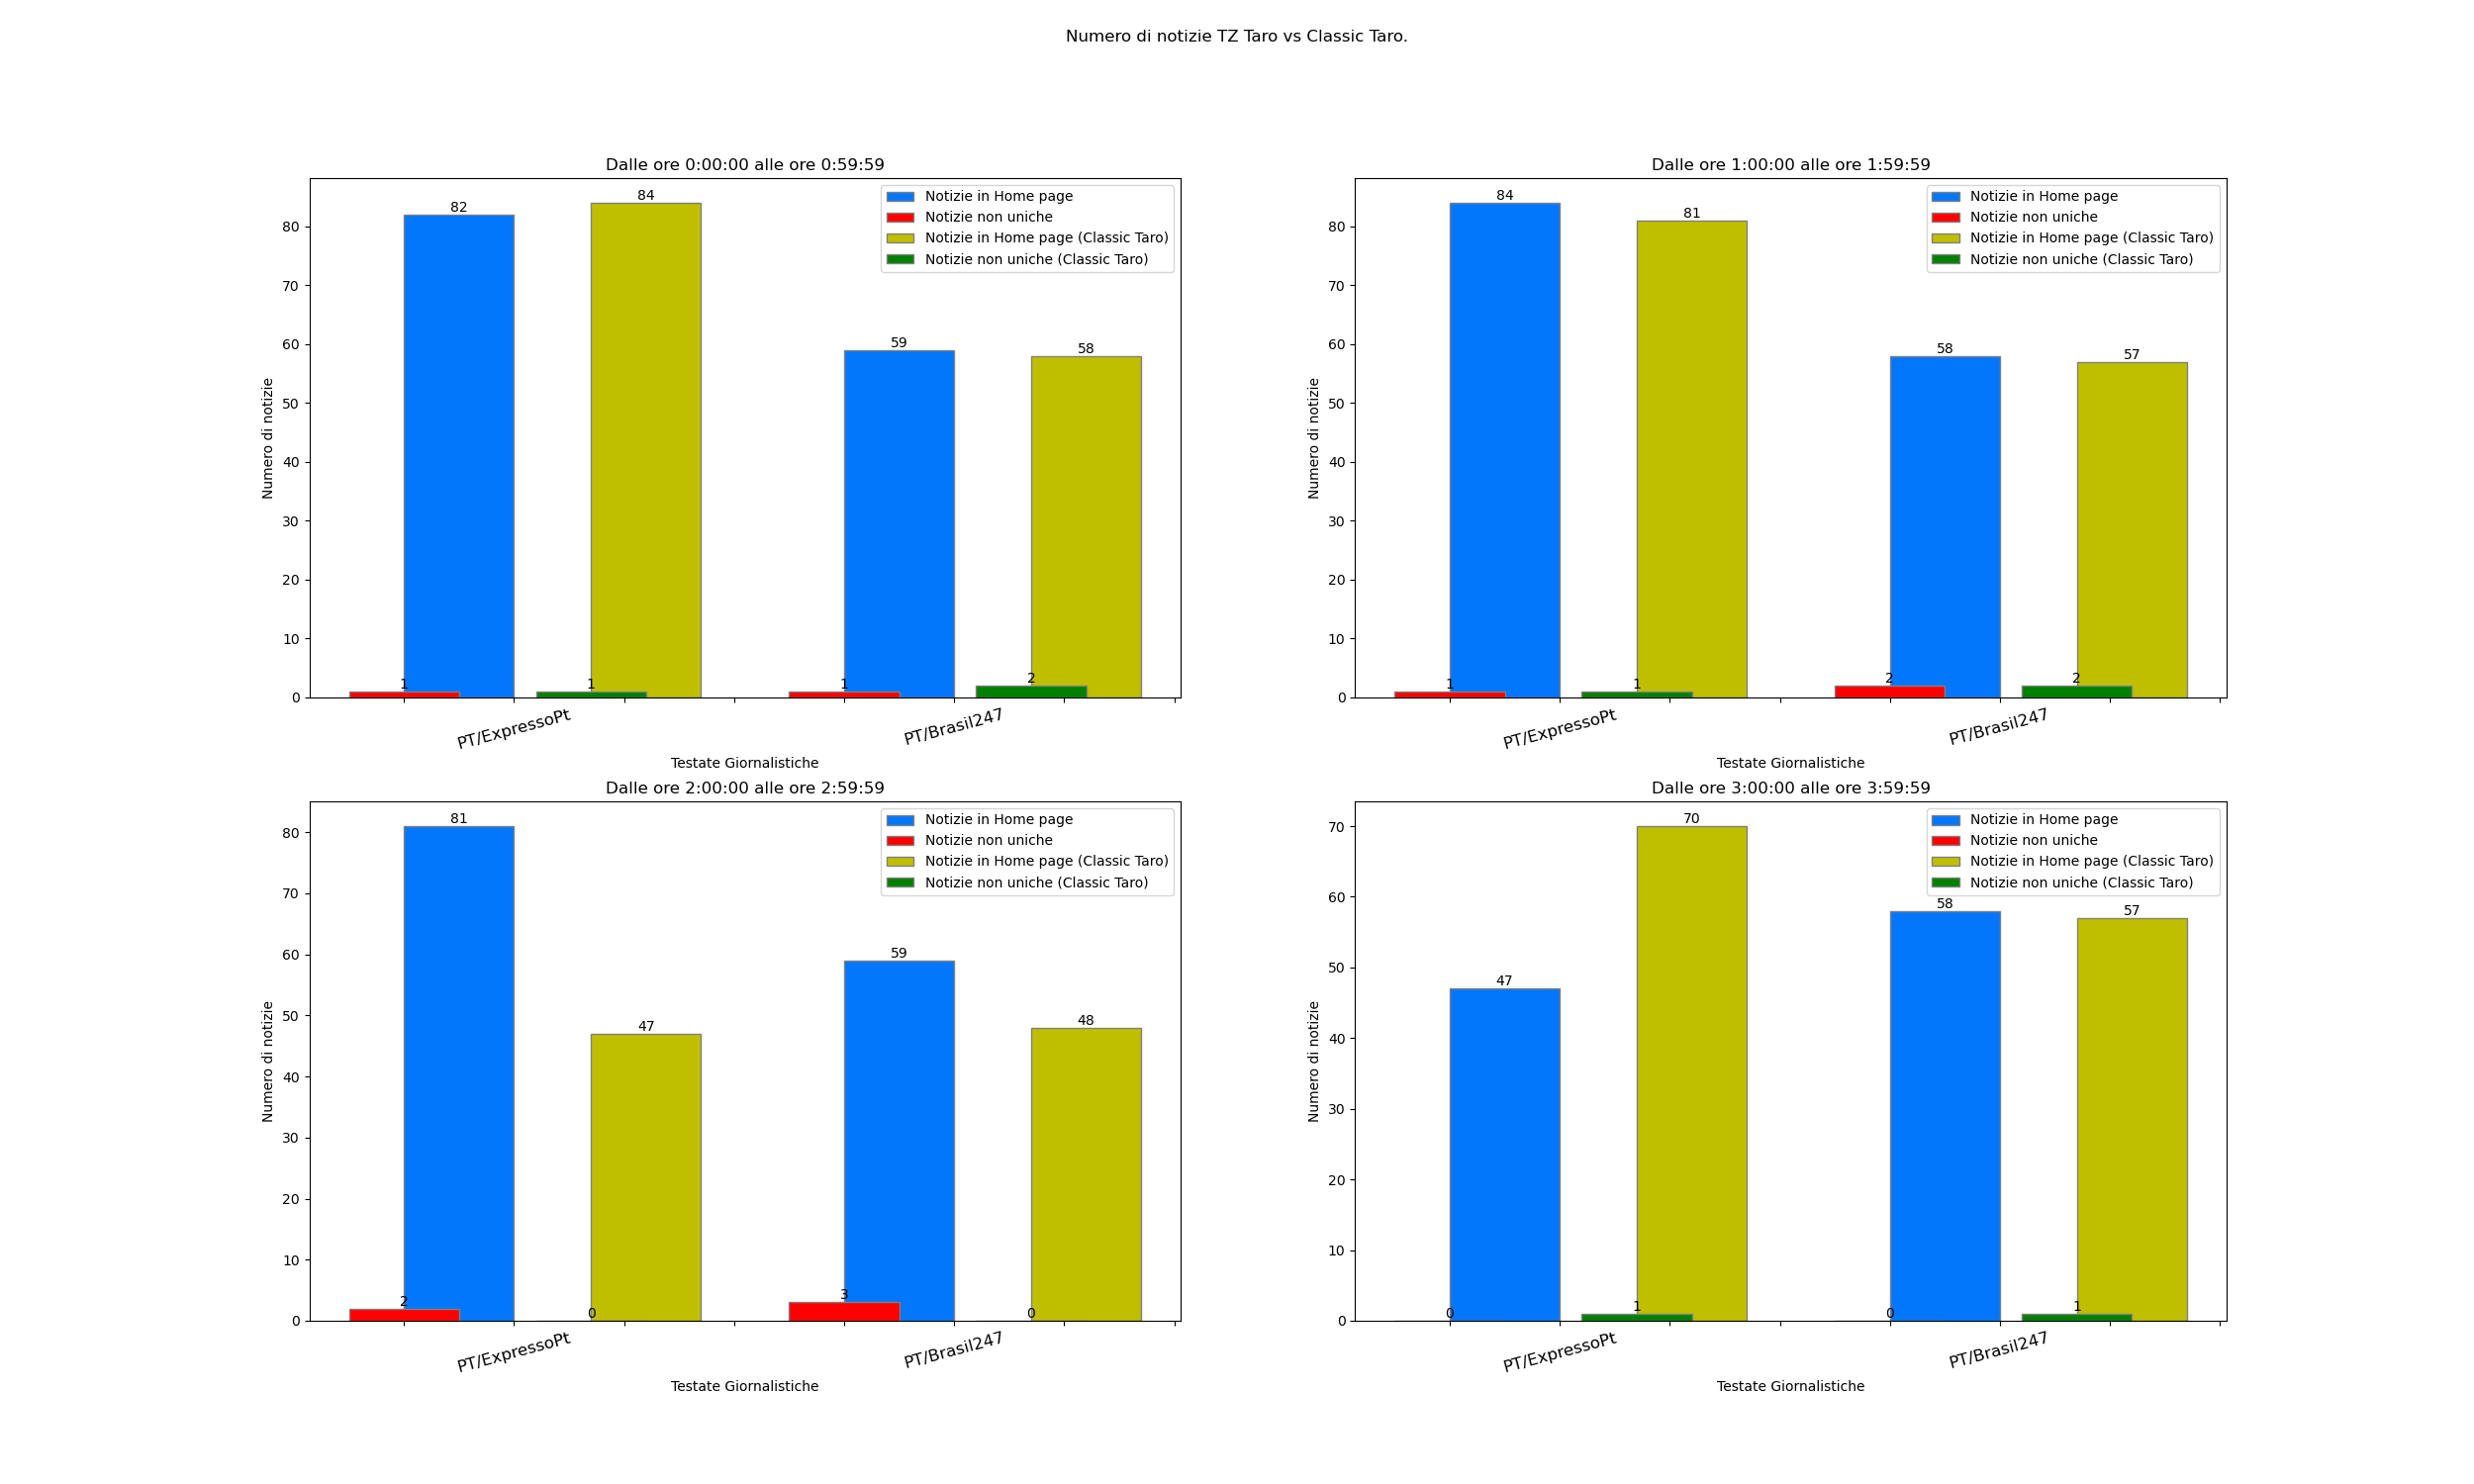 Numero di notizie TZ Taro vs Classic Taro.
Dalle ore 0:00:00 alle ore 0:59:59
Numero di notizie
0
10
20
30
40
50
60
70
80
82
84
59
58
1
1
1
2
Notizie in Home page
Notizie non uniche
Notizie in Home page (Classic Taro)
Notizie non uniche (Classic Taro)
PT/ExpressoPt
PT/Brasil247
Testate Giornalistiche
Dalle ore 1:00:00 alle ore 1:59:59
Numero di notizie
0
10
20
30
40
50
60
70
80
84
81
58
57
1
1
2
2
Notizie in Home page
Notizie non uniche
Notizie in Home page (Classic Taro)
Notizie non uniche (Classic Taro)
PT/ExpressoPt
PT/Brasil247
Testate Giornalistiche
Dalle ore 2:00:00 alle ore 2:59:59
Numero di notizie
0
10
20
30
40
50
60
70
80
81
47
59
48
2
0
3
0
Notizie in Home page
Notizie non uniche
Notizie in Home page (Classic Taro)
Notizie non uniche (Classic Taro)
PT/ExpressoPt
PT/Brasil247
Testate Giornalistiche
Dalle ore 3:00:00 alle ore 3:59:59
Numero di notizie
0
10
20
30
40
50
60
70
47
70
58
57
0
1
0
1
Notizie in Home page
Notizie non uniche
Notizie in Home page (Classic Taro)
Notizie non uniche (Classic Taro)
PT/ExpressoPt
PT/Brasil247
Testate Giornalistiche